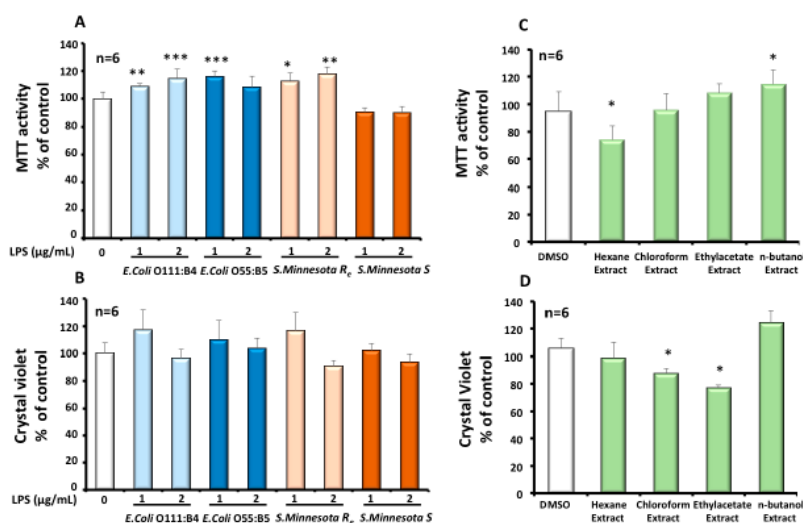 A
n=6
MTT activity
% of control
140
120
100
80
60
40
20
0
** *** *** * **
LPS (µg/mL)
0 1 2 1 2 1 2 1 2
E.Coli O111:B4 E.Coli O55:B5 S.Minnesota Re S.Minnesota S
B
n=6
Crystal violet
% of control
140
120
100
80
60
40
20
0
LPS (µg/mL)
0 1 2 1 2 1 2 1 2
E.Coli O111:B4 E.Coli O55:B5 S.Minnesota Re S.Minnesota S
C
n=6
MTT activity
% of control
140
120
100
80
60
40
20
0
* *
DMSO Hexane Chloroform Ethylacetate n-butanol
Extract Extract Extract Extract
D
n=6
Crystal Violet
% of control
140
120
100
80
60
40
20
0
* *
DMSO Hexane Chloroform Ethylacetate n-butanol
Extract Extract Extract Extract